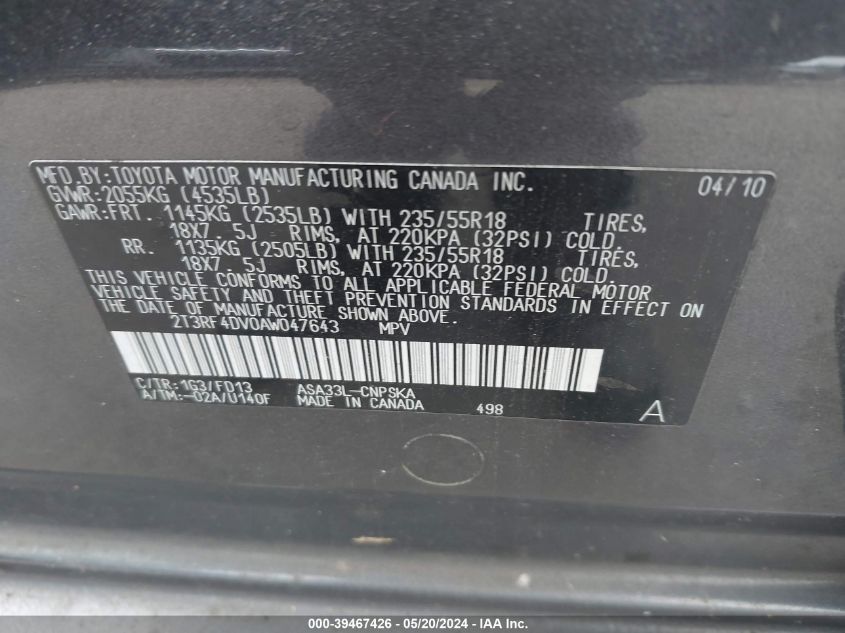 MFD.BY:TOYOTA MOTOR MANUFACTURING CANADA INC. 04/10
GVWR:2055KG (4535LB)
GAWR:FRT. 1145KG (2535LB) WITH 235/55R18 TIRES,
18X7.5J RIMS, AT 220KPA (32PSI) COLD.
RR. 1135KG (2505LB) WITH 235/55R18 TIRES,
18X7.5J RIMS, AT 220KPA (32PSI) COLD.
THIS VEHICLE CONFORMS TO ALL APPLICABLE FEDERAL MOTOR
VEHICLE SAFETY AND THEFT PREVENTION STANDARDS IN EFFECT ON
THE DATE OF MANUFACTURE SHOWN ABOVE.
2T3RF4DV0AW047643 MPV
C/TR:1G3/FD13 ASA33L-CNPSKA
A/TM:-02A/U140F MADE IN CANADA 498 A
000-39467426 - 05/20/2024 - IAA Inc.